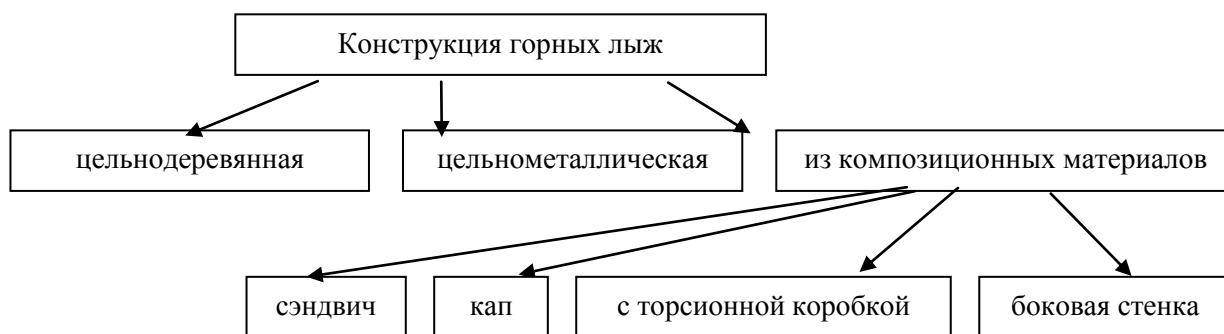 Конструкция горных лыж
цельнодеревянная
цельнометаллическая
из композиционных материалов
сэндвич
кап
с торсионной коробкой
боковая стенка